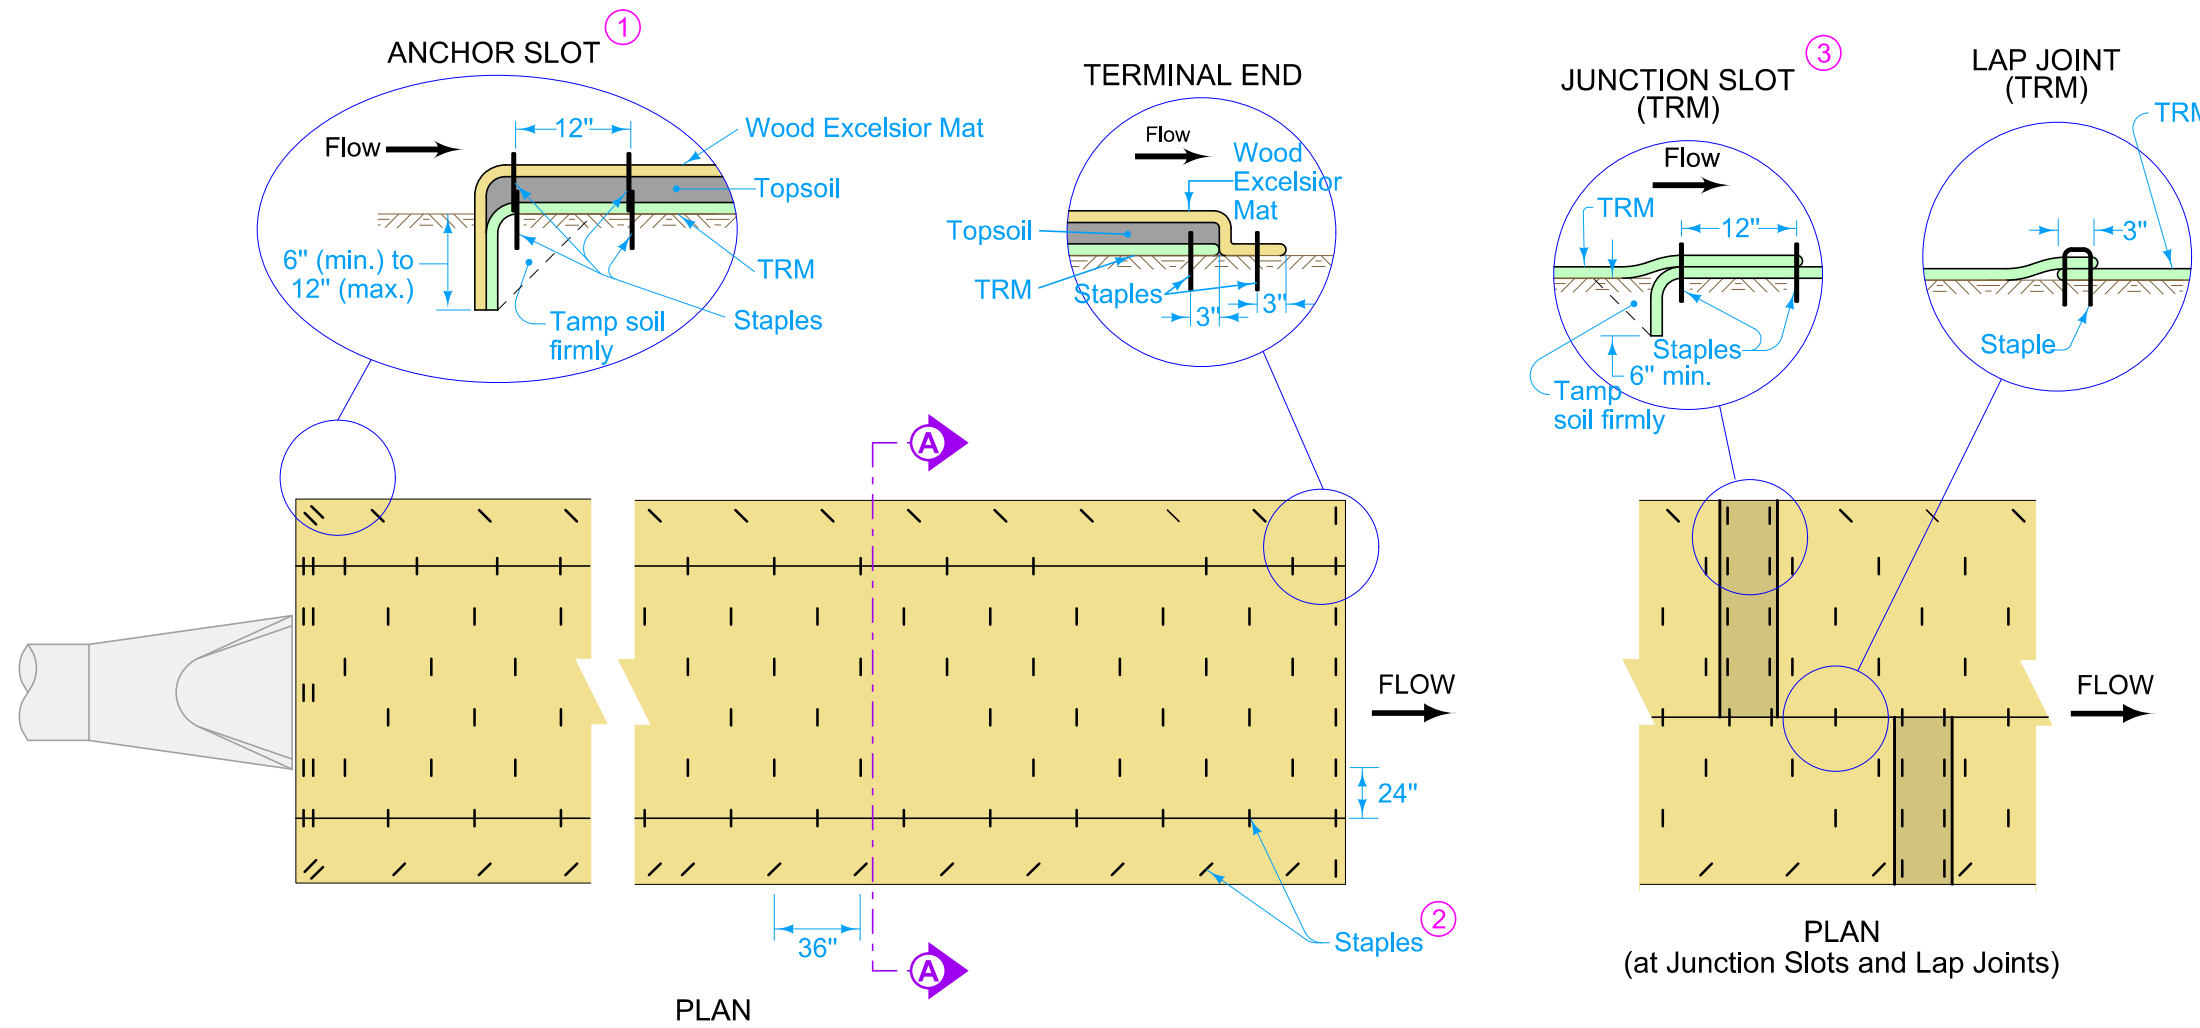 ANCHOR SLOT
1
Flow
12"
Wood Excelsior Mat
Topsoil
6" (min.) to
12" (max.)
TRM
Tamp soil
firmly
Staples
TERMINAL END
Flow
Wood
Excelsior
Mat
Topsoil
TRM
Staples
3"
3"
JUNCTION SLOT
(TRM)
3
Flow
TRM
12"
Staples
6" min.
Tamp
soil firmly
LAP JOINT
(TRM)
TRM
3"
Staple
A
FLOW
24"
36"
A
Staples
2
PLAN
FLOW
PLAN
(at Junction Slots and Lap Joints)